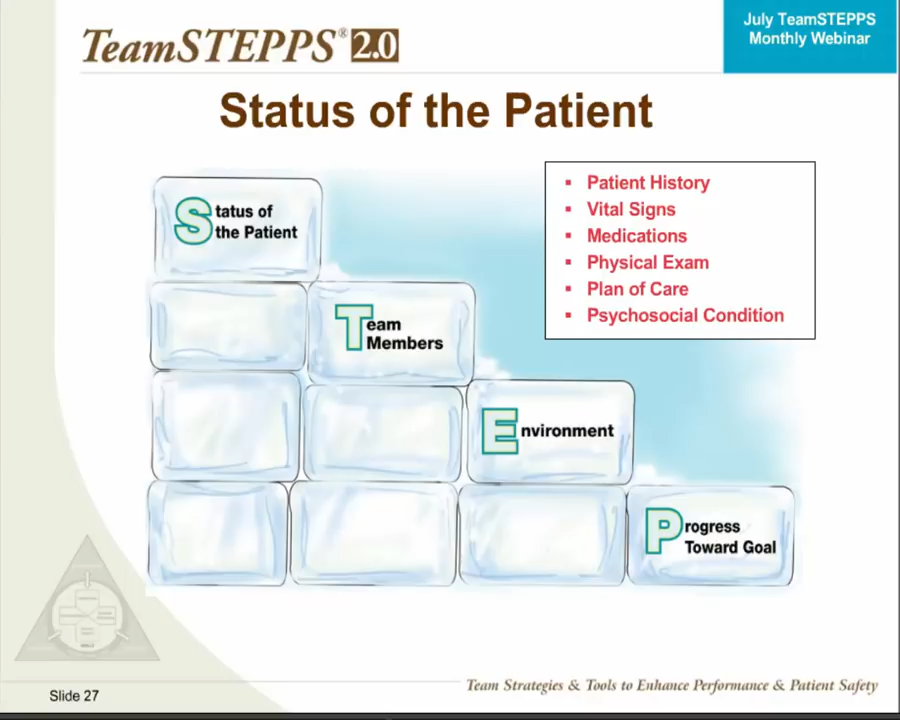 TeamSTEPPS® 2.0
July TeamSTEPPS
Monthly Webinar
Status of the Patient
Status of
the Patient
▪ Patient History
▪ Vital Signs
▪ Medications
▪ Physical Exam
▪ Plan of Care
▪ Psychosocial Condition
Team
Members
Environment
Progress
Toward Goal
Slide 27
Team Strategies & Tools to Enhance Performance & Patient Safety